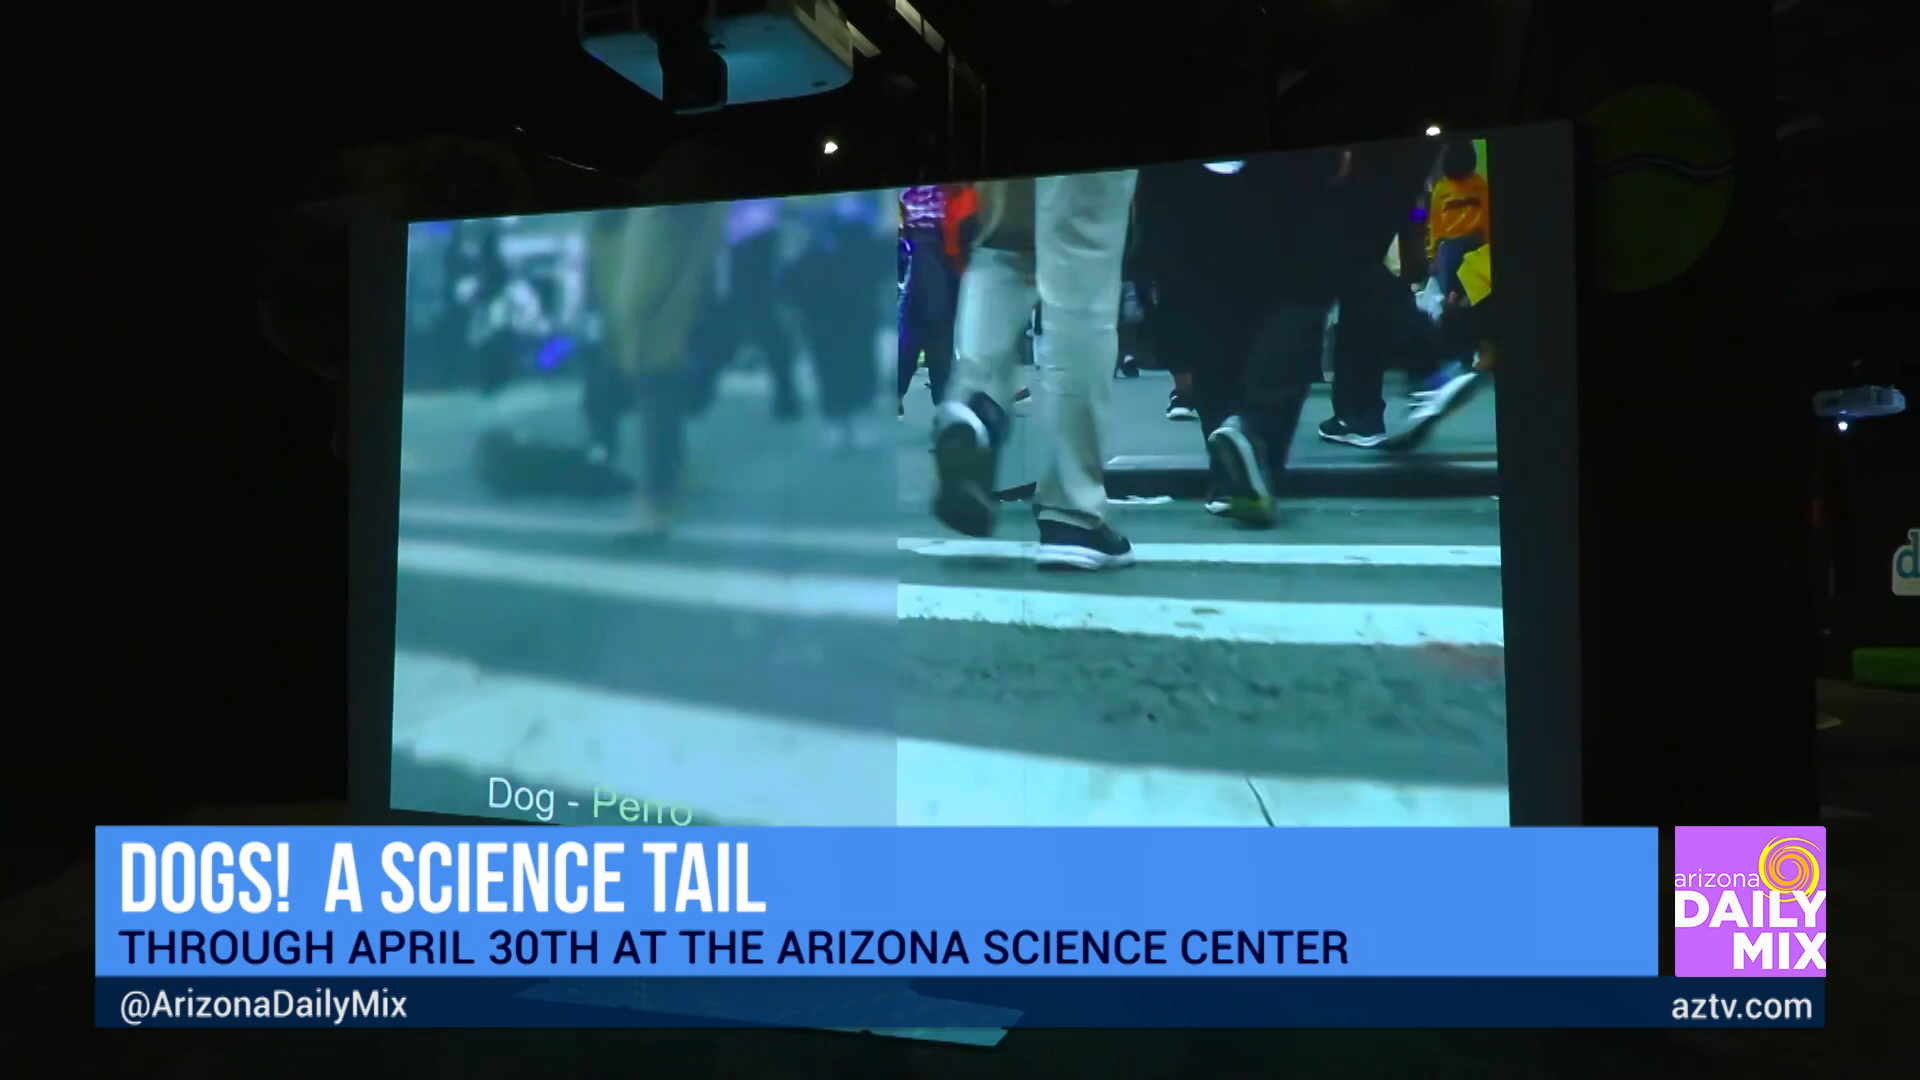 Dog - Perro
DOGS! A SCIENCE TAIL
THROUGH APRIL 30TH AT THE ARIZONA SCIENCE CENTER
arizona
DAILY
MIX
@ArizonaDailyMix
aztv.com